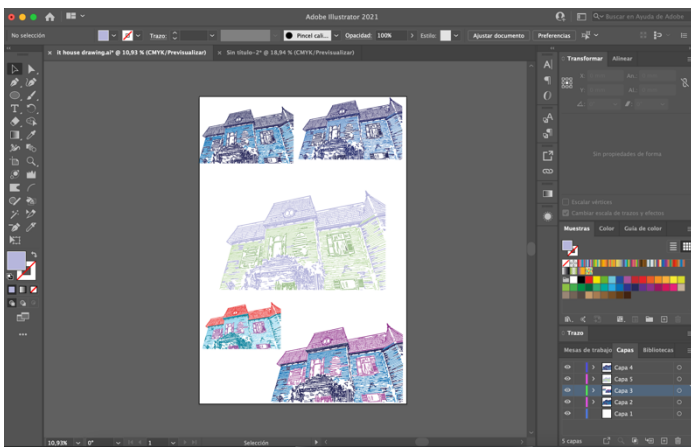 Adobe Illustrator 2021
Buscar en Ayuda de Adobe
No selección
Trazo:
Pincel cali...
Opacidad:
100%
Estilo:
Ajustar documento
Preferencias
× it house drawing.ai* @ 10,93 % (CMYK/Previsualizar)
× Sin título-2* @ 18,94 % (CMYK/Previsualizar)
Transformar
Alinear
Sin propiedades de forma
Escalar vértices
Cambiar escala de trazos y efectos
Muestras
Color
Guía de color
Trazo
Mesas de trabajo
Capas
Bibliotecas
Capa 4
Capa 5
Capa 3
Capa 2
Capa 1
5 capas
10,93%
0°
1
Selección